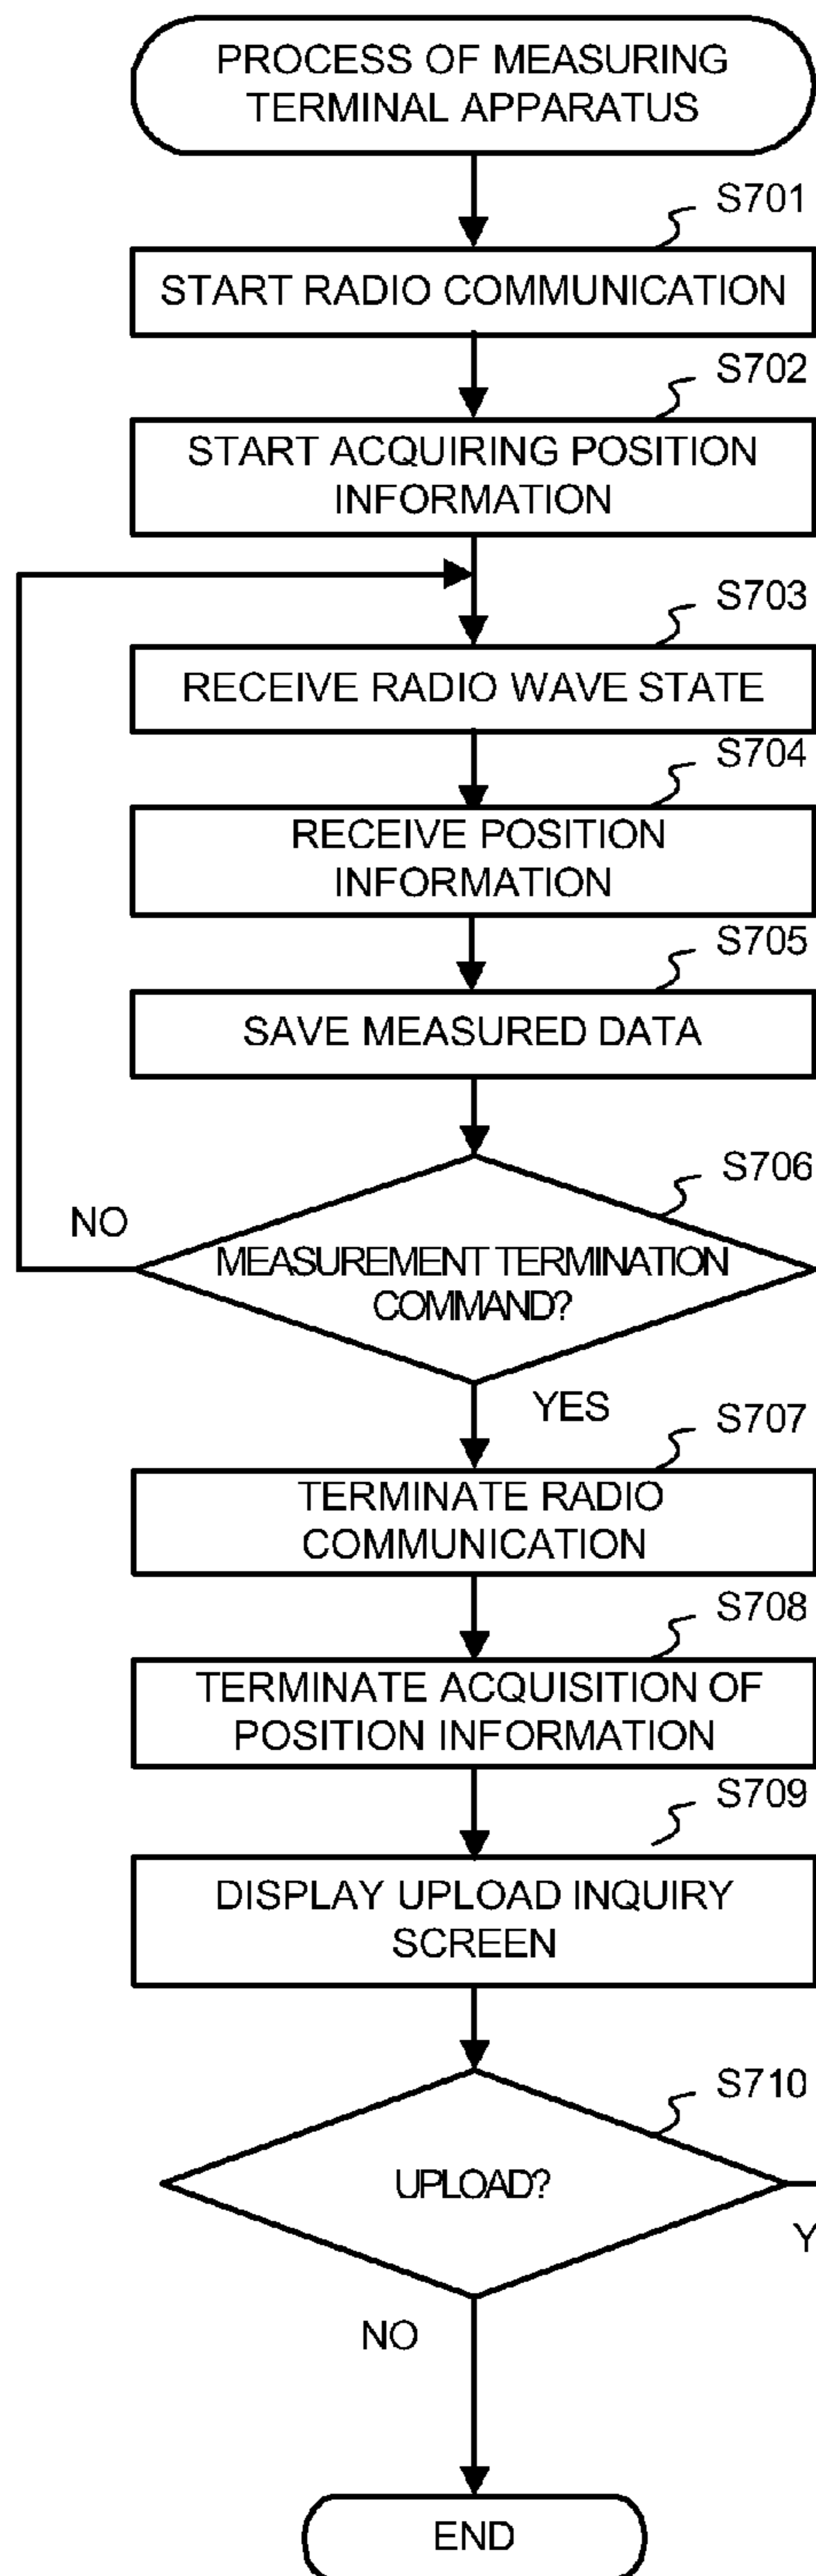 PROCESS OF MEASURING
TERMINAL APPARATUS
S701
START RADIO COMMUNICATION
S702
START ACQUIRING POSITION
INFORMATION
S703
RECEIVE RADIO WAVE STATE
S704
RECEIVE POSITION
INFORMATION
S705
SAVE MEASURED DATA
S706
NO
MEASUREMENT TERMINATION
COMMAND?
YES
S707
TERMINATE RADIO
COMMUNICATION
S708
TERMINATE ACQUISITION OF
POSITION INFORMATION
S709
DISPLAY UPLOAD INQUIRY
SCREEN
S710
UPLOAD?
NO
END